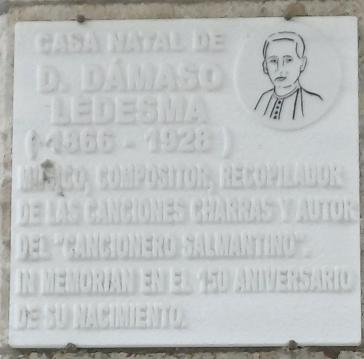 CASA NATAL DE
D. DÁMASO
LEDESMA
( 1866 - 1928 )
MÚSICO, COMPOSITOR, RECOPILADOR
DE LAS CANCIONES CHARRAS Y AUTOR
DEL "CANCIONERO SALMANTINO".
IN MEMORIAN EN EL 150 ANIVERSARIO
DE SU NACIMIENTO.